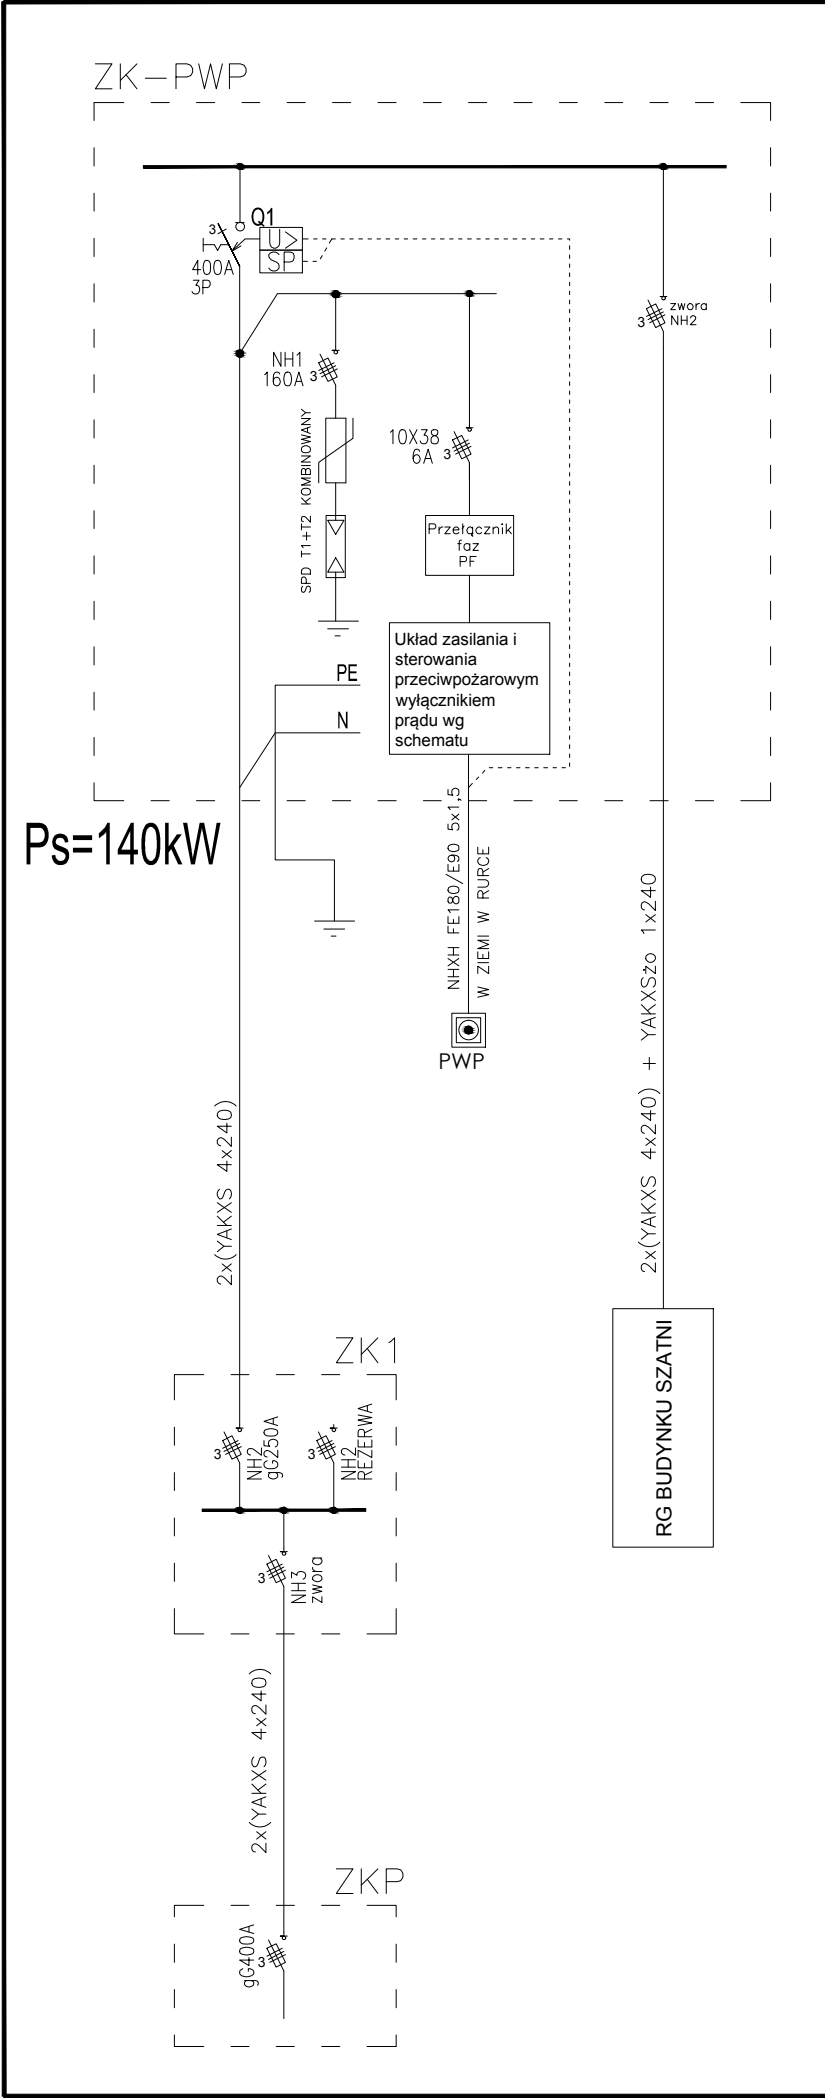 ZK-PWP
Q1
3
U>
SP
400A
3P
zwora
NH2
3
NH1
160A
3
10X38
6A
3
SPD T1+T2 KOMBINOWANY
Przełącznik
faz
PF
Układ zasilania i
sterowania
przeciwpożarowym
wyłącznikiem
prądu wg
schematu
PE
N
Ps=140kW
NHXH FE180/E90 5x1,5
W ZIEMI W RURCE
PWP
2x(YAKXS 4x240) + YAKXSżo 1x240
2x(YAKXS 4x240)
RG BUDYNKU SZATNI
ZK1
3
NH2
gG250A
3
NH2
REZERWA
3
NH3
zwora
2x(YAKXS 4x240)
ZKP
gG400A
3